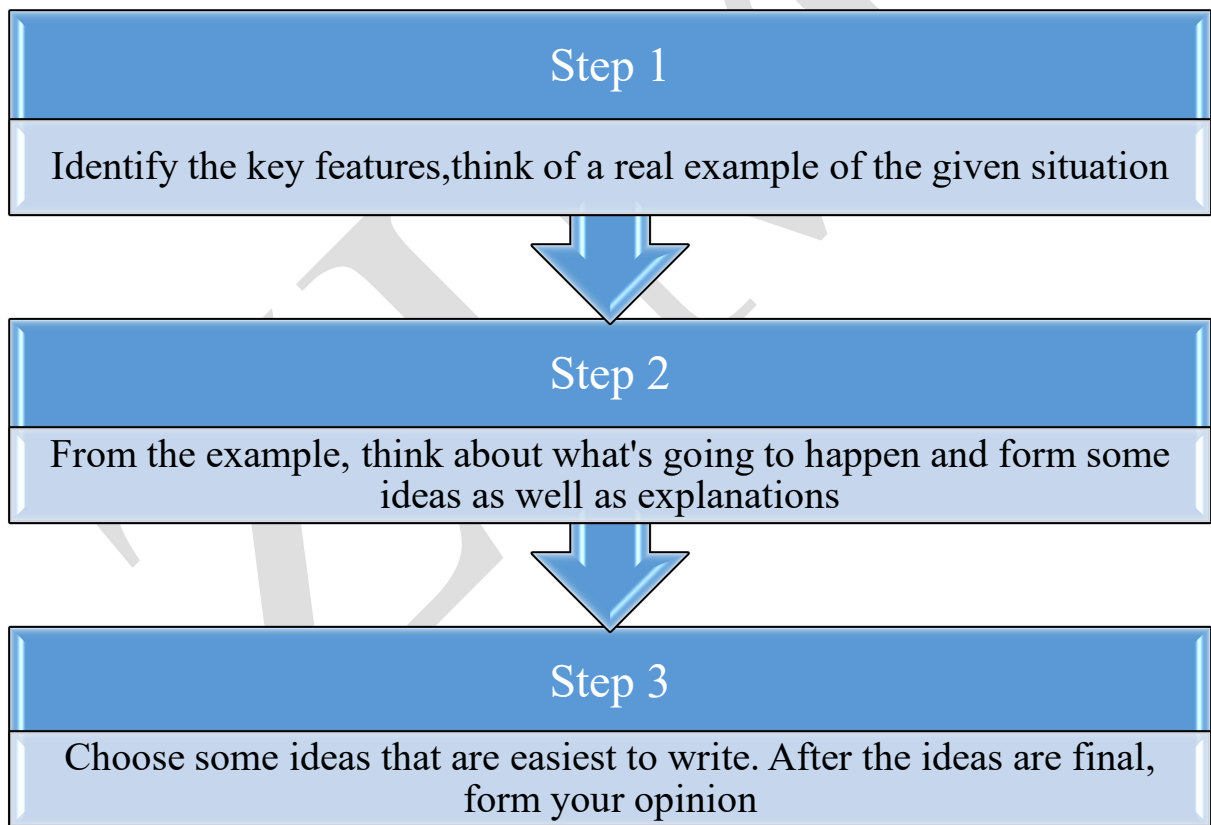 Step 1
Identify the key features,think of a real example of the given situation
Step 2
From the example, think about what's going to happen and form some
ideas as well as explanations
Step 3
Choose some ideas that are easiest to write. After the ideas are final,
form your opinion